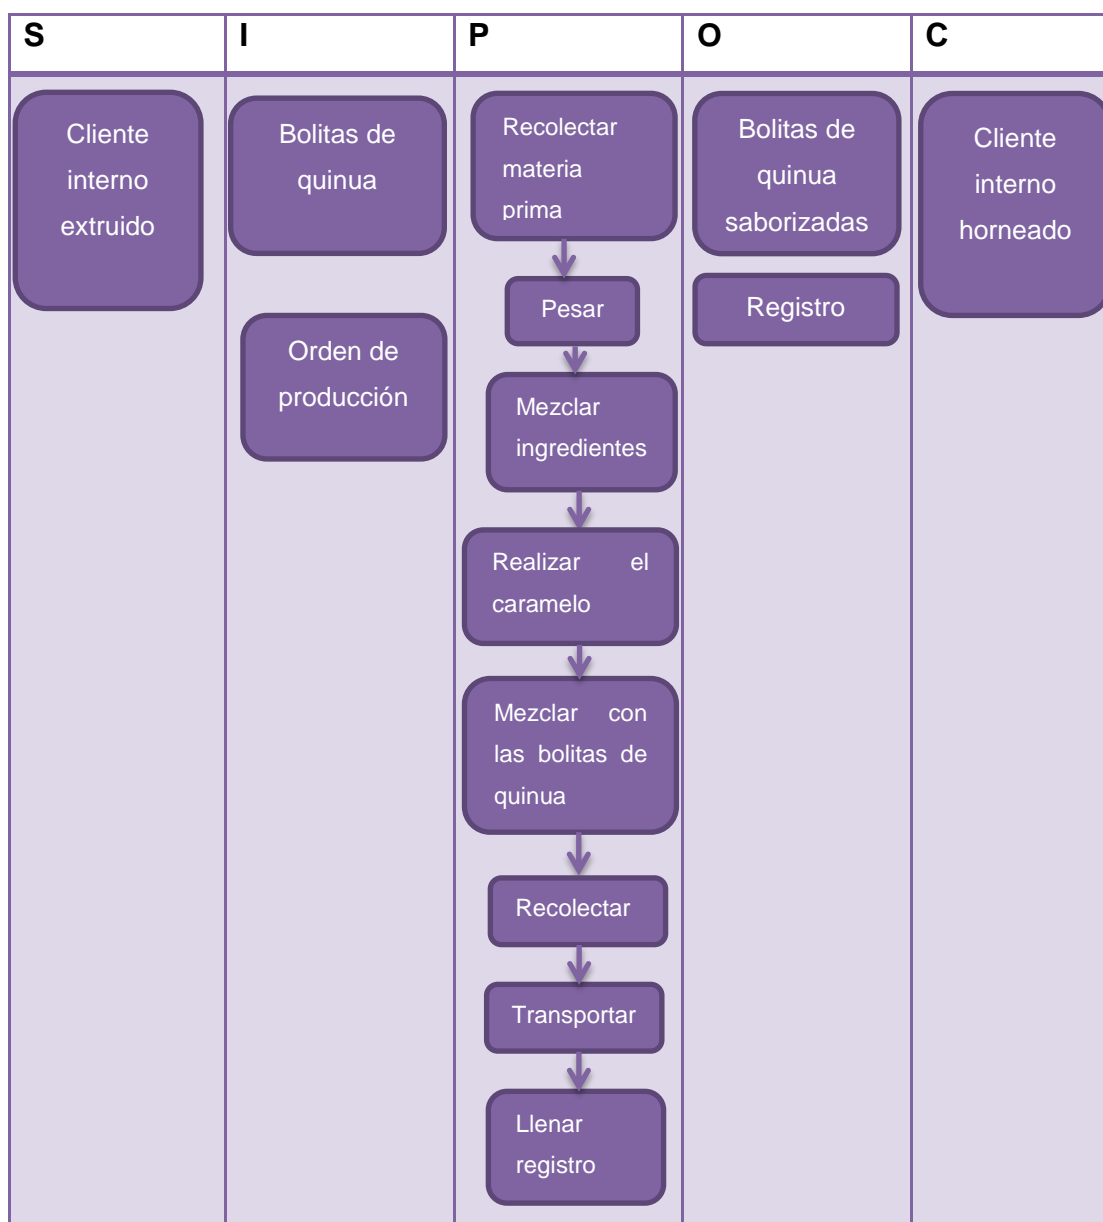 S
I
P
O
C
Cliente
interno
extruido
Bolitas de
quinua
Orden de
producción
Recolectar
materia
prima
Pesar
Mezclar
ingredientes
Realizar el
caramelo
Mezclar con
las bolitas de
quinua
Recolectar
Transportar
Llenar
registro
Bolitas de
quinua
saborizadas
Registro
Cliente
interno
horneado